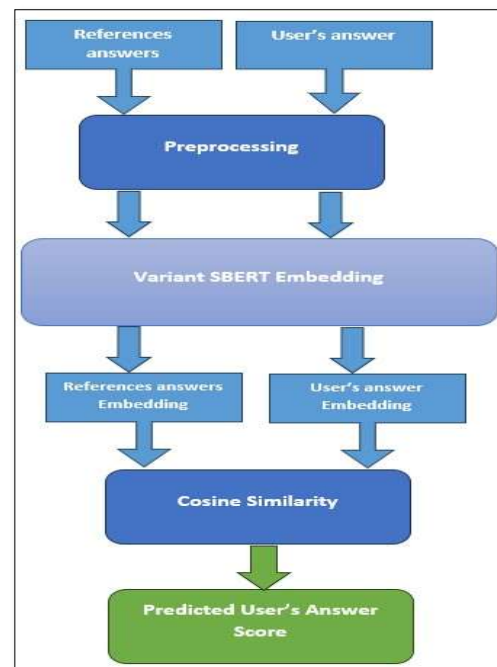 References
answers
User's answer
Preprocessing
Variant SBERT Embedding
References answers
Embedding
User's answer
Embedding
Cosine Similarity
Predicted User's Answer
Score